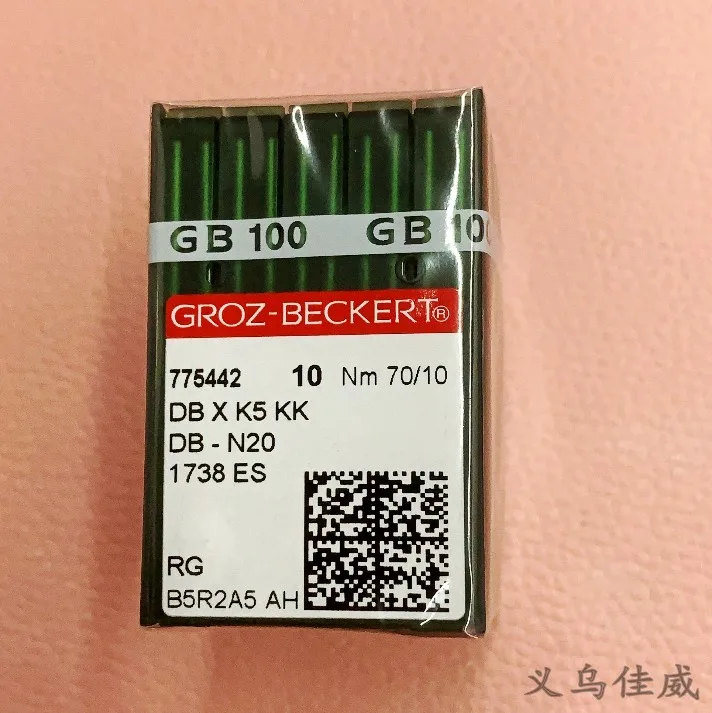 GB 100 GB 100
GROZ-BECKERT®
775442 10 Nm 70/10
DB X K5 KK
DB - N20
1738 ES
RG
B5R2A5 AH
义乌佳威